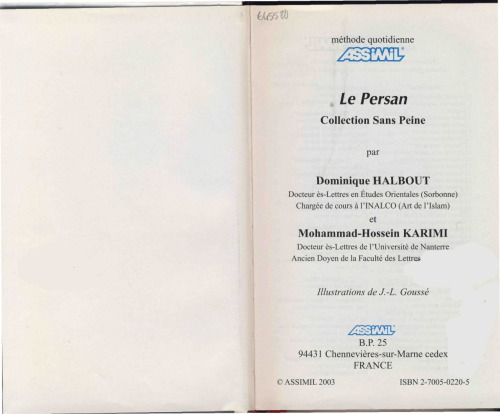 645580
méthode quotidienne
ASSiMiL
Le Persan
Collection Sans Peine
par
Dominique HALBOUT
Docteur ès-Lettres en Études Orientales (Sorbonne)
Chargée de cours à l'INALCO (Art de l'Islam)
et
Mohammad-Hossein KARIMI
Docteur ès-Lettres de l'Université de Nanterre
Ancien Doyen de la Faculté des Lettres
Illustrations de J.-L. Goussé
ASSiMiL
B.P. 25
94431 Chennevières-sur-Marne cedex
FRANCE
© ASSIMIL 2003 ISBN 2-7005-0220-5